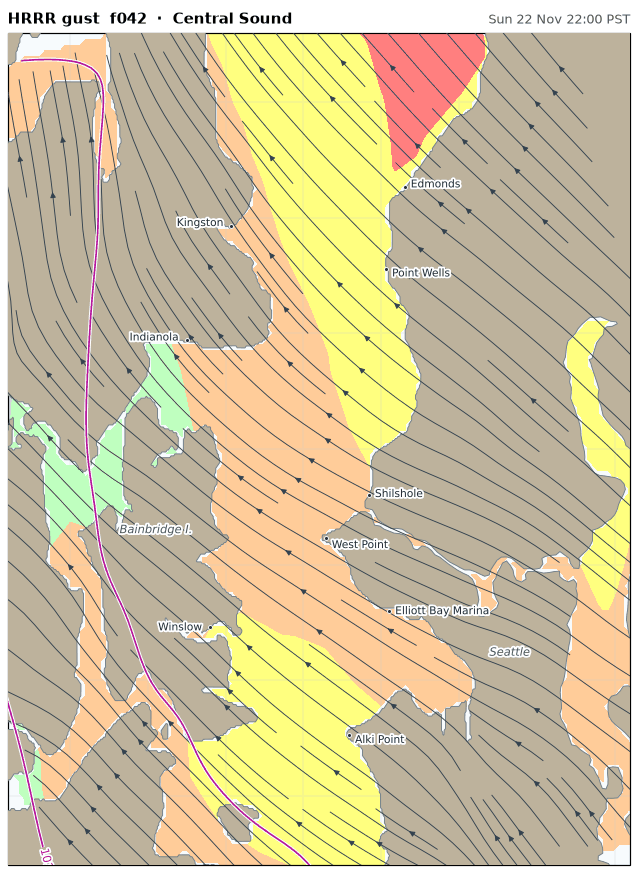 HRRR gust f042 · Central Sound
Sun 22 Nov 22:00 PST
Edmonds
Kingston
Point Wells
Indianola
Shilshole
Bainbridge I.
West Point
Elliott Bay Marina
Winslow
Seattle
Alki Point